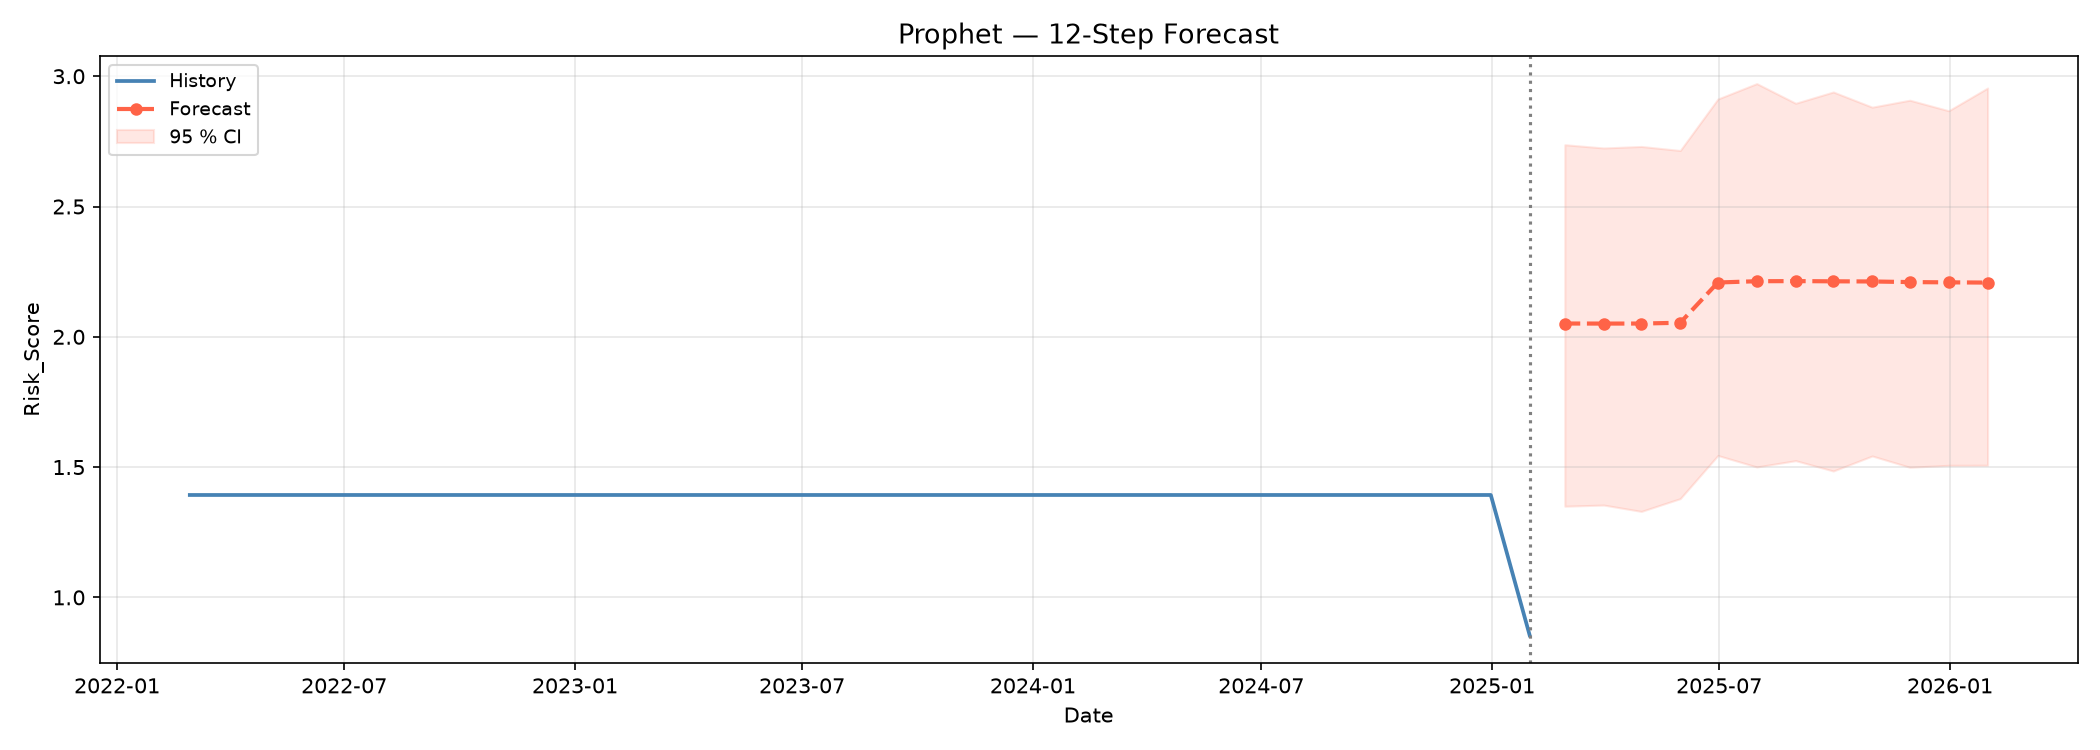 Prophet — 12-Step Forecast
History
Forecast
95 % CI
3.0
2.5
2.0
1.5
1.0
Risk_Score
2022-01 2022-07 2023-01 2023-07 2024-01 2024-07 2025-01 2025-07 2026-01
Date